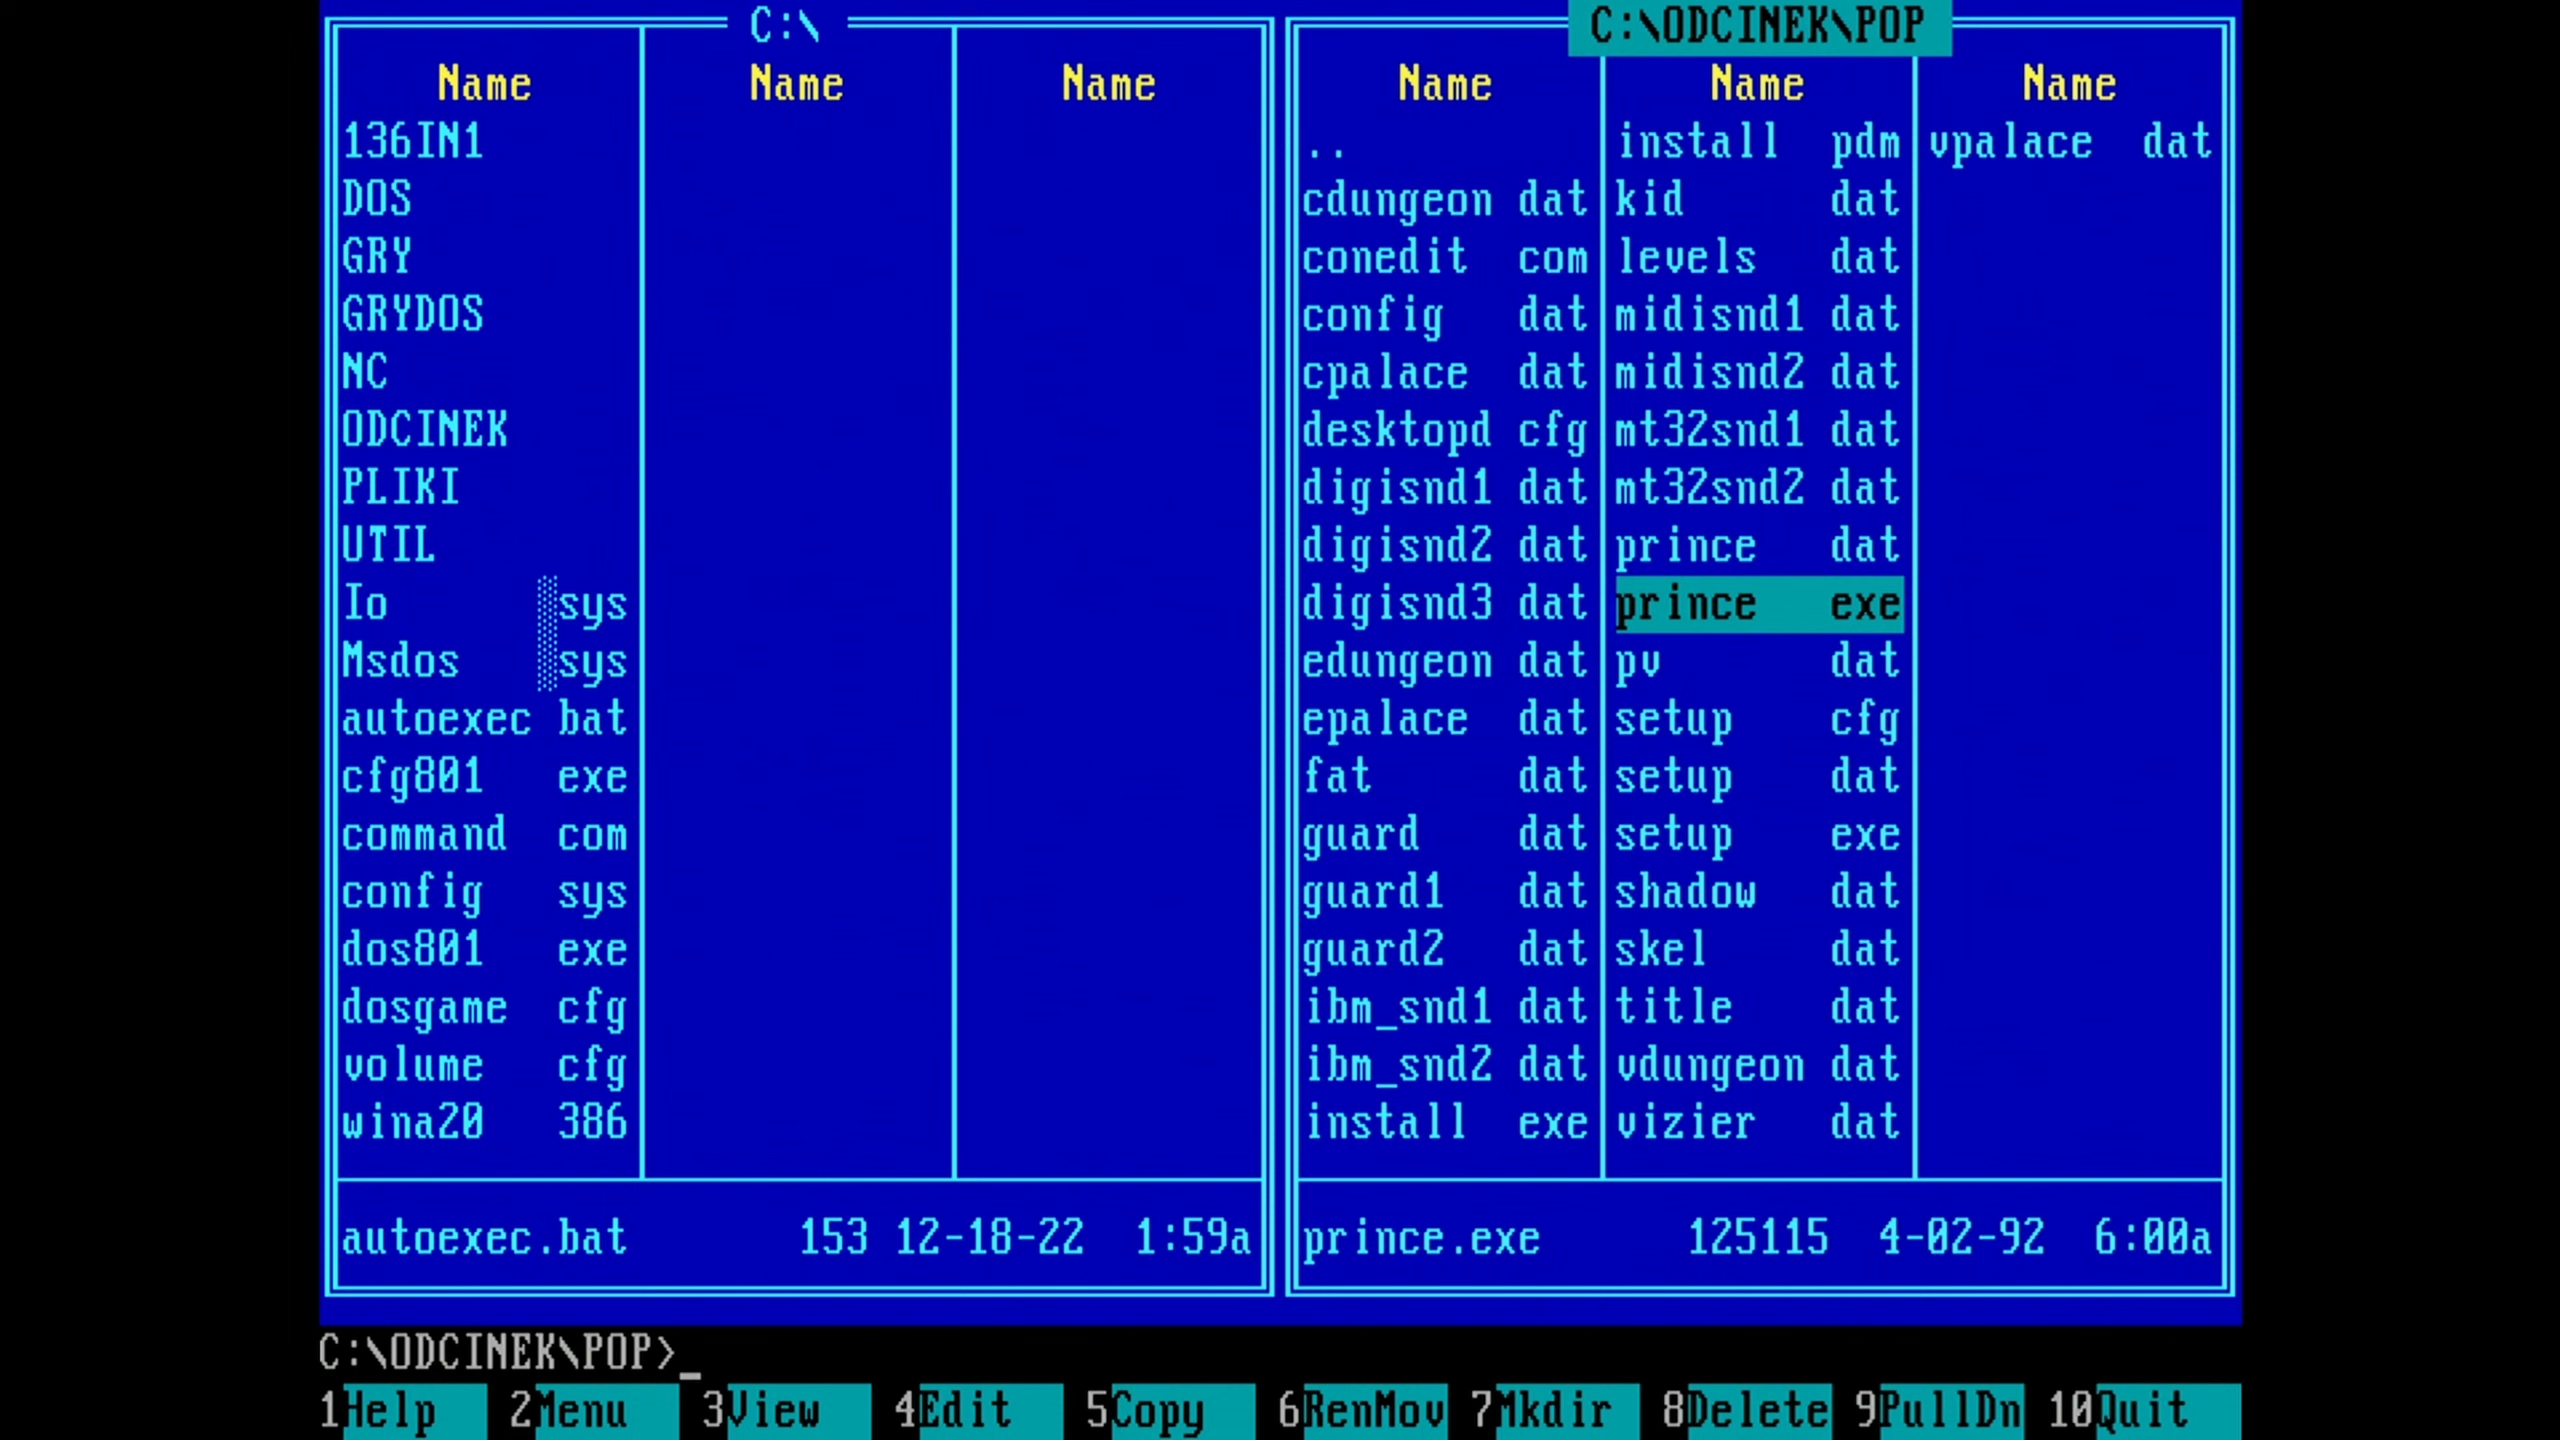 C:\
Name Name Name
136IN1
DOS
GRY
GRYDOS
NC
ODCINEK
PLIKI
UTIL
Io ░sys
Msdos ░sys
autoexec bat
cfg801 exe
command com
config sys
dos801 exe
dosgame cfg
volume cfg
wina20 386
autoexec.bat 153 12-18-22 1:59a
C:\ODCINEK\POP
Name Name Name
.. install pdm vpalace dat
cdungeon dat kid dat
conedit com levels dat
config dat midisnd1 dat
cpalace dat midisnd2 dat
desktopd cfg mt32snd1 dat
digisnd1 dat mt32snd2 dat
digisnd2 dat prince dat
digisnd3 dat prince exe
edungeon dat pv dat
epalace dat setup cfg
fat dat setup dat
guard dat setup exe
guard1 dat shadow dat
guard2 dat skel dat
ibm_snd1 dat title dat
ibm_snd2 dat vdungeon dat
install exe vizier dat
prince.exe 125115 4-02-92 6:00a
C:\ODCINEK\POP>_
1Help 2Menu 3View 4Edit 5Copy 6RenMov 7Mkdir 8Delete 9PullDn 10Quit